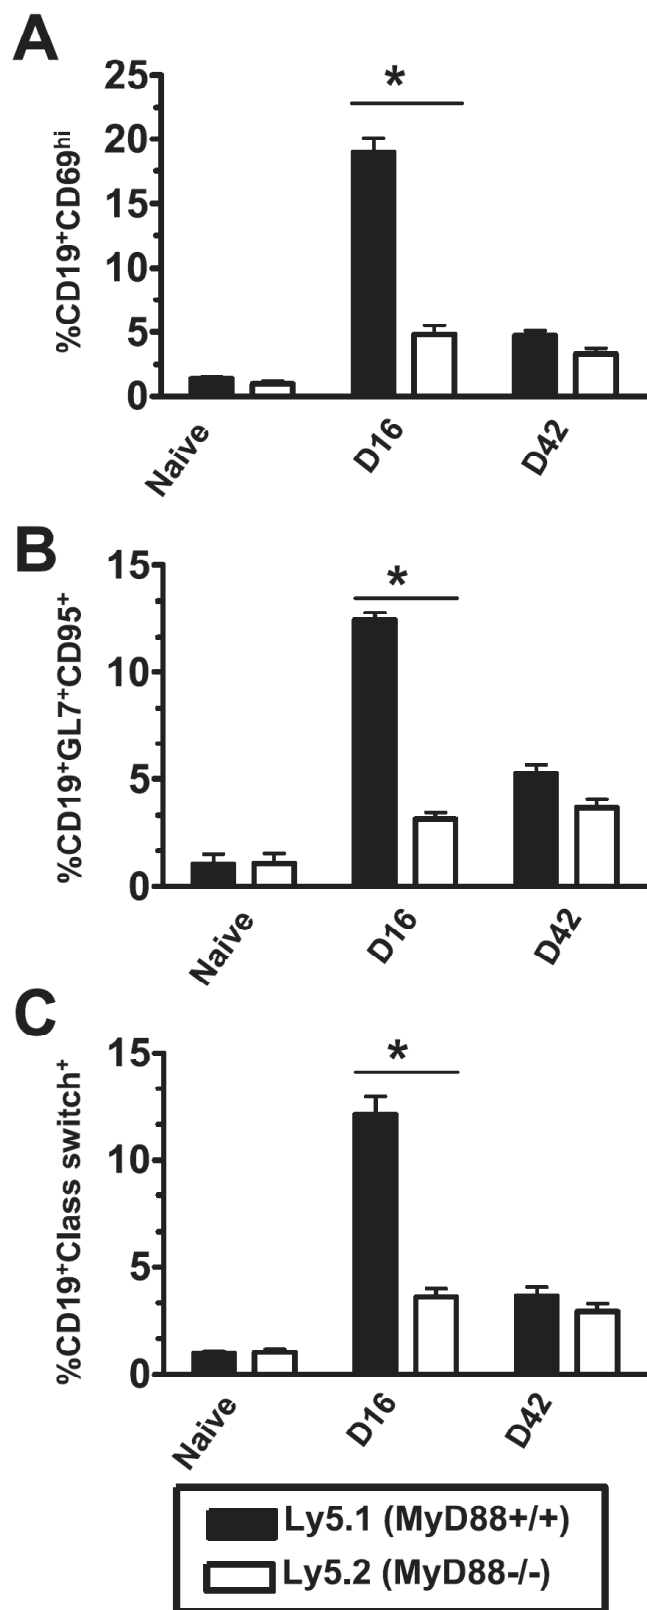 A
%CD19⁺CD69ʰⁱ
25
20
15
10
5
0
*
Naive
D16
D42
B
%CD19⁺GL7⁺CD95⁺
15
10
5
0
*
Naive
D16
D42
C
%CD19⁺Class switch⁺
15
10
5
0
*
Naive
D16
D42
Ly5.1 (MyD88+/+)
Ly5.2 (MyD88-/-)